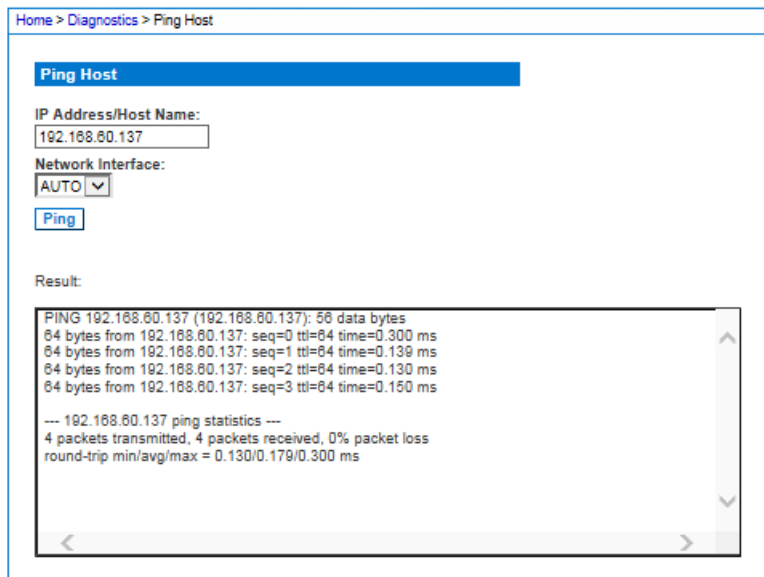 Home > Diagnostics > Ping Host
Ping Host
IP Address/Host Name:
192.168.60.137
Network Interface:
AUTO
Ping
Result:
PING 192.168.60.137 (192.168.60.137): 56 data bytes
64 bytes from 192.168.60.137: seq=0 ttl=64 time=0.300 ms
64 bytes from 192.168.60.137: seq=1 ttl=64 time=0.139 ms
64 bytes from 192.168.60.137: seq=2 ttl=64 time=0.130 ms
64 bytes from 192.168.60.137: seq=3 ttl=64 time=0.150 ms
--- 192.168.60.137 ping statistics ---
4 packets transmitted, 4 packets received, 0% packet loss
round-trip min/avg/max = 0.130/0.179/0.300 ms